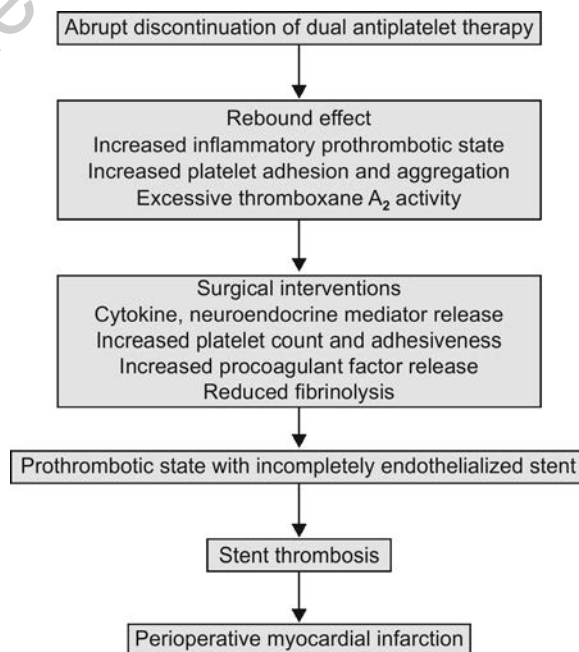 Abrupt discontinuation of dual antiplatelet therapy
Rebound effect
Increased inflammatory prothrombotic state
Increased platelet adhesion and aggregation
Excessive thromboxane A₂ activity
Surgical interventions
Cytokine, neuroendocrine mediator release
Increased platelet count and adhesiveness
Increased procoagulant factor release
Reduced fibrinolysis
Prothrombotic state with incompletely endothelialized stent
Stent thrombosis
Perioperative myocardial infarction